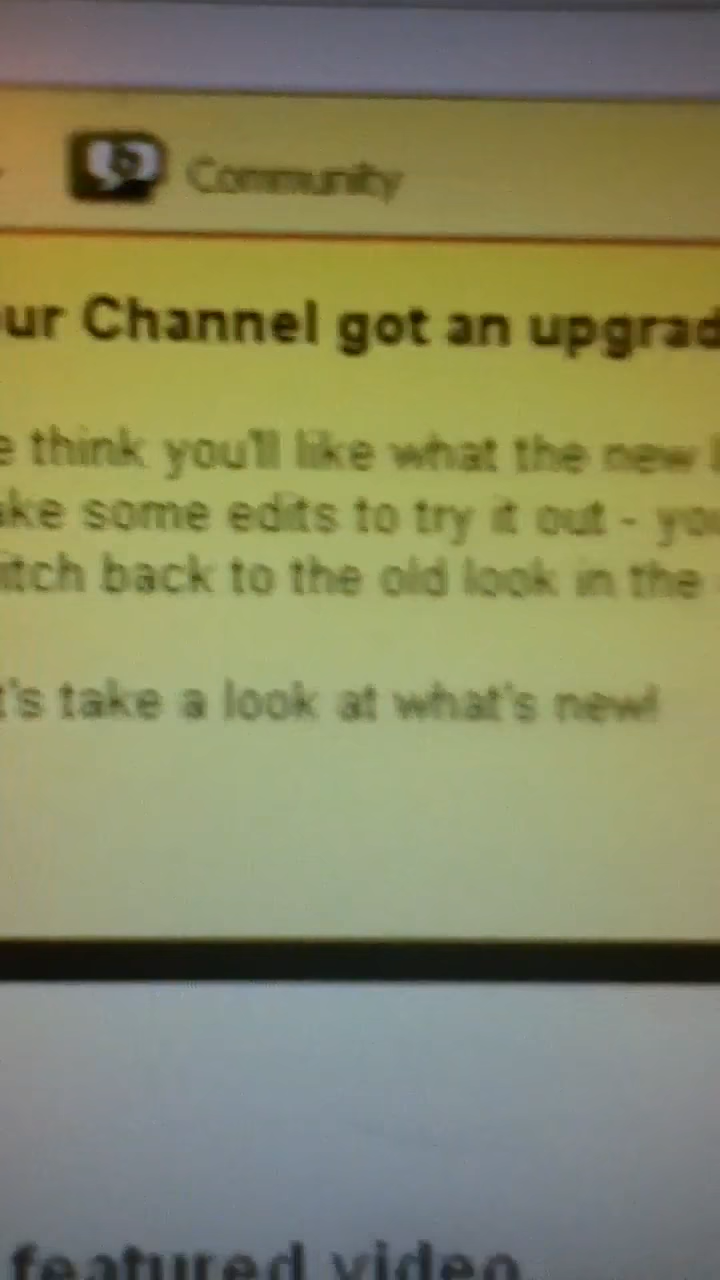 Community
ur Channel got an upgrad
e think you'll like what the new l
ake some edits to try it out - you
itch back to the old look in the
t's take a look at what's new!
featured video